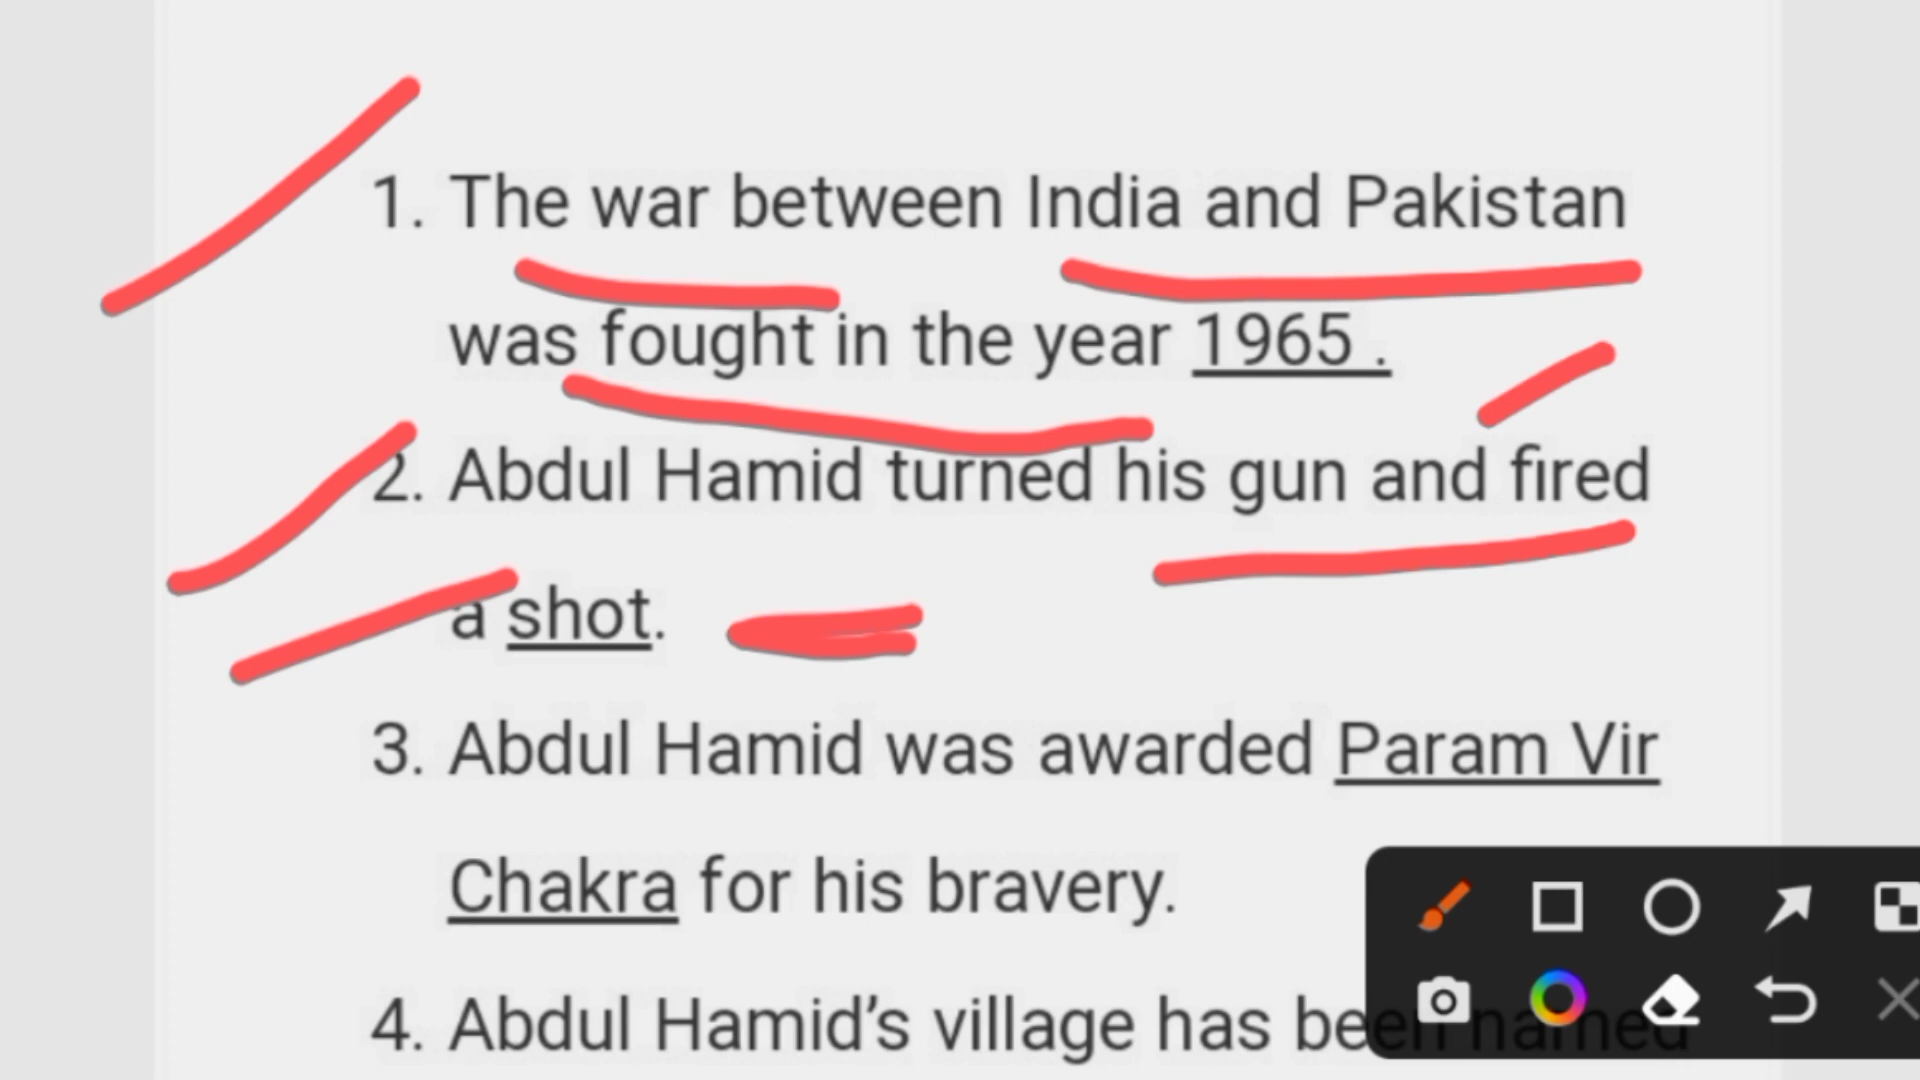 1. The war between India and Pakistan
was fought in the year 1965 .
2. Abdul Hamid turned his gun and fired
a shot.
3. Abdul Hamid was awarded Param Vir
Chakra for his bravery.
4. Abdul Hamid’s village has been named